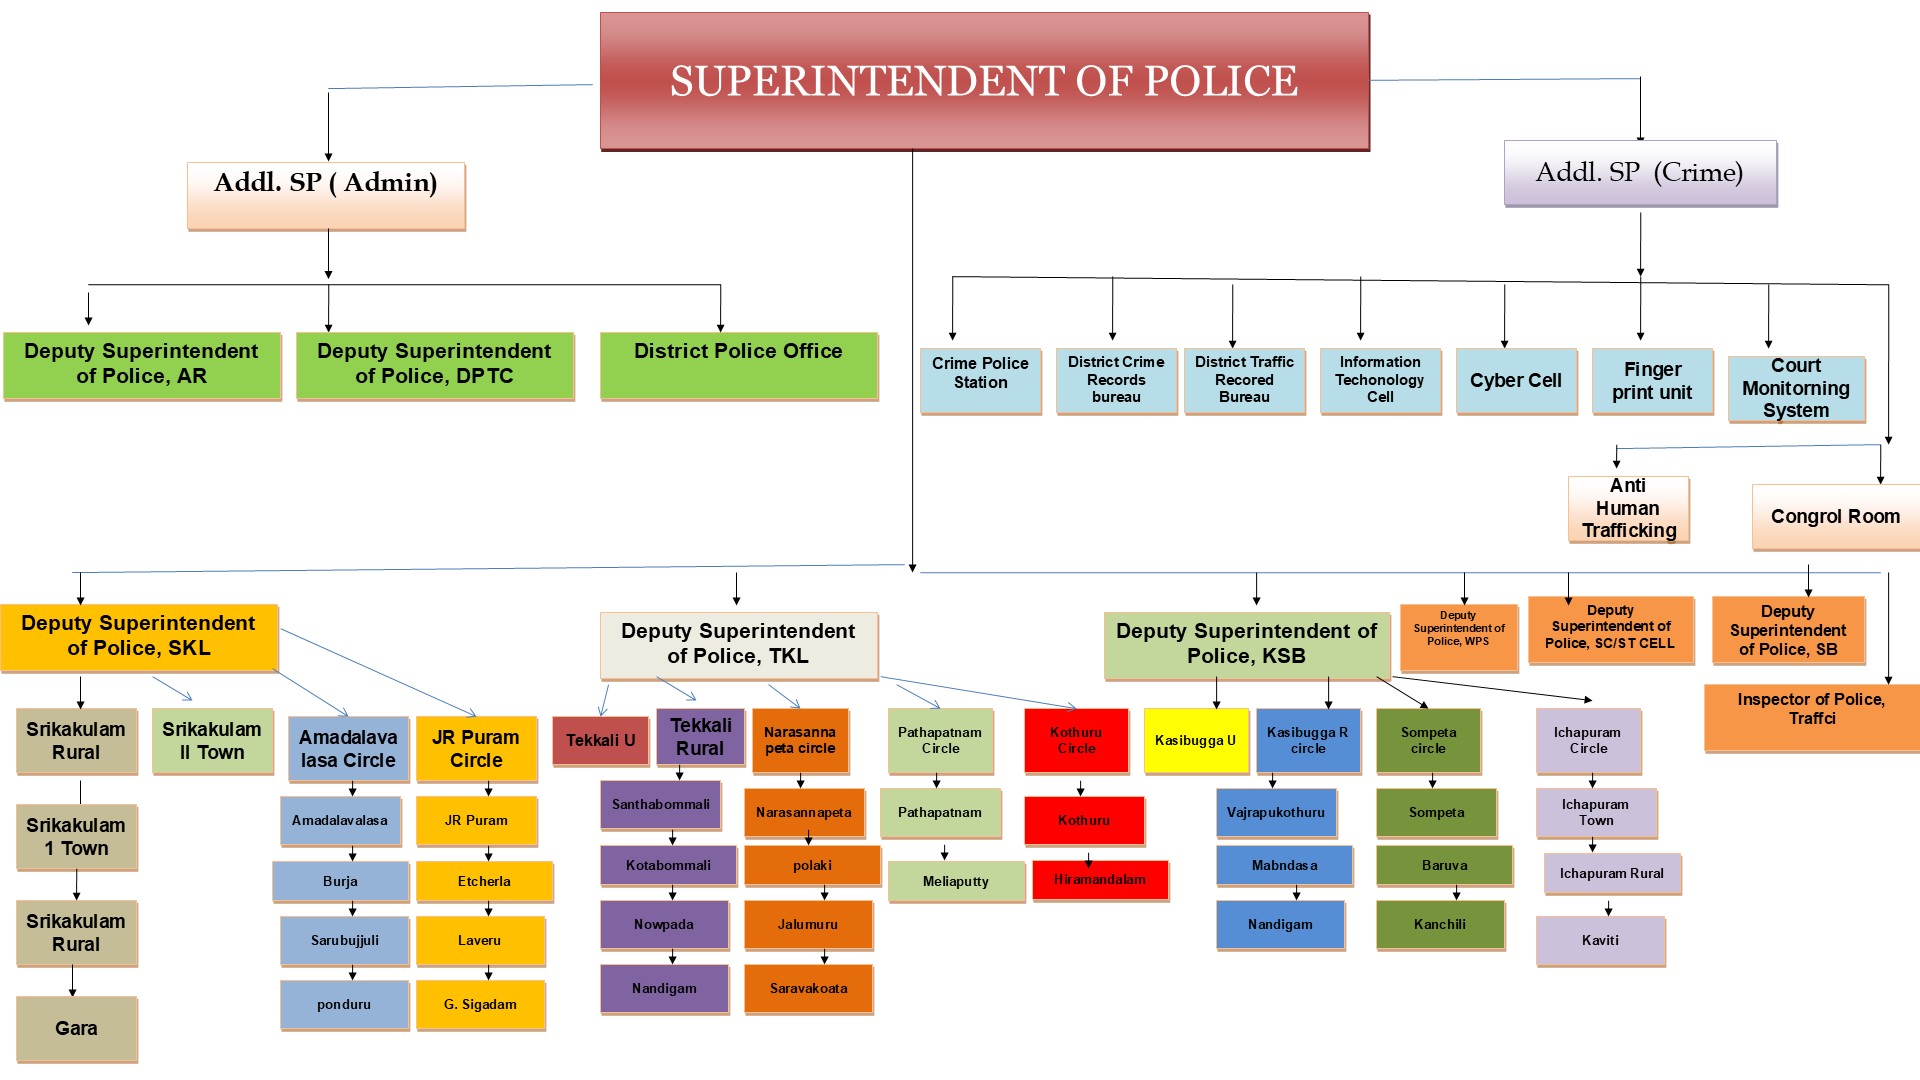 SUPERINTENDENT OF POLICE
Addl. SP ( Admin)
Addl. SP (Crime)
Deputy Superintendent
of Police, AR
Deputy Superintendent
of Police, DPTC
District Police Office
Crime Police
Station
District Crime
Records
bureau
District Traffic
Recored
Bureau
Information
Techonology
Cell
Cyber Cell
Finger
print unit
Court
Monitorning
System
Anti
Human
Trafficking
Congrol Room
Deputy Superintendent
of Police, SKL
Deputy Superintendent
of Police, TKL
Deputy Superintendent of
Police, KSB
Deputy
Superintendent of
Police, WPS
Deputy
Superintendent of
Police, SC/ST CELL
Deputy
Superintendent
of Police, SB
Inspector of Police,
Traffci
Srikakulam
Rural
Srikakulam
II Town
Amadalava
lasa Circle
JR Puram
Circle
Tekkali U
Tekkali
Rural
Narasanna
peta circle
Pathapatnam
Circle
Kothuru
Circle
Kasibugga U
Kasibugga R
circle
Sompeta
circle
Ichapuram
Circle
Srikakulam
1 Town
Amadalavalasa
JR Puram
Santhabommali
Narasannapeta
Pathapatnam
Kothuru
Vajrapukothuru
Sompeta
Ichapuram
Town
Burja
Etcherla
Kotabommali
polaki
Meliaputty
Hiramandalam
Mabndasa
Baruva
Ichapuram Rural
Srikakulam
Rural
Sarubujjuli
Laveru
Nowpada
Jalumuru
Nandigam
Kanchili
Kaviti
Gara
ponduru
G. Sigadam
Nandigam
Saravakoata